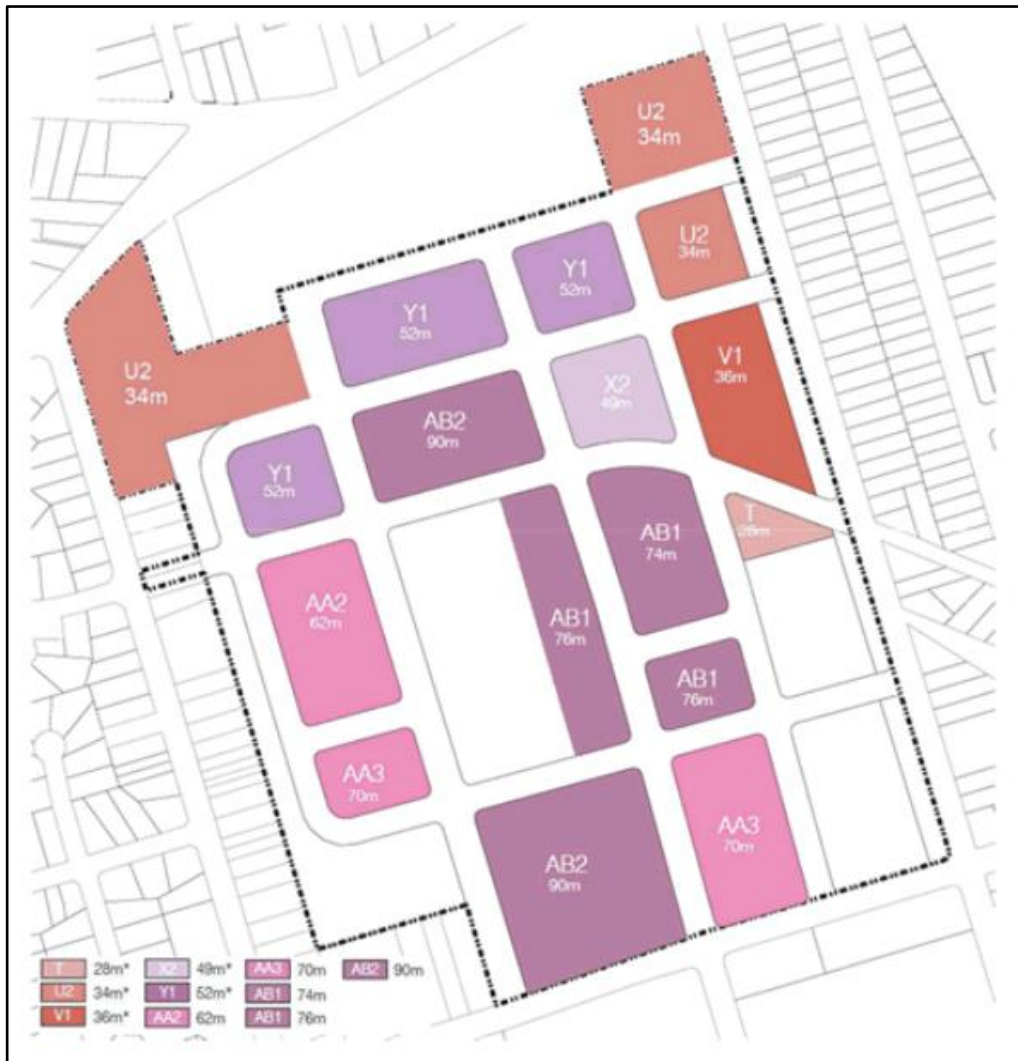 U2
34m
U2
34m
Y1
52m
Y1
52m
V1
36m
U2
34m
X2
49m
AB2
90m
Y1
52m
T
28m
AB1
74m
AA2
62m
AB1
76m
AB1
76m
AA3
70m
AA3
70m
AB2
90m
T 28m* X2 49m* AA3 70m AB2 90m
U2 34m* Y1 52m* AB1 74m
V1 36m* AA2 62m AB1 76m